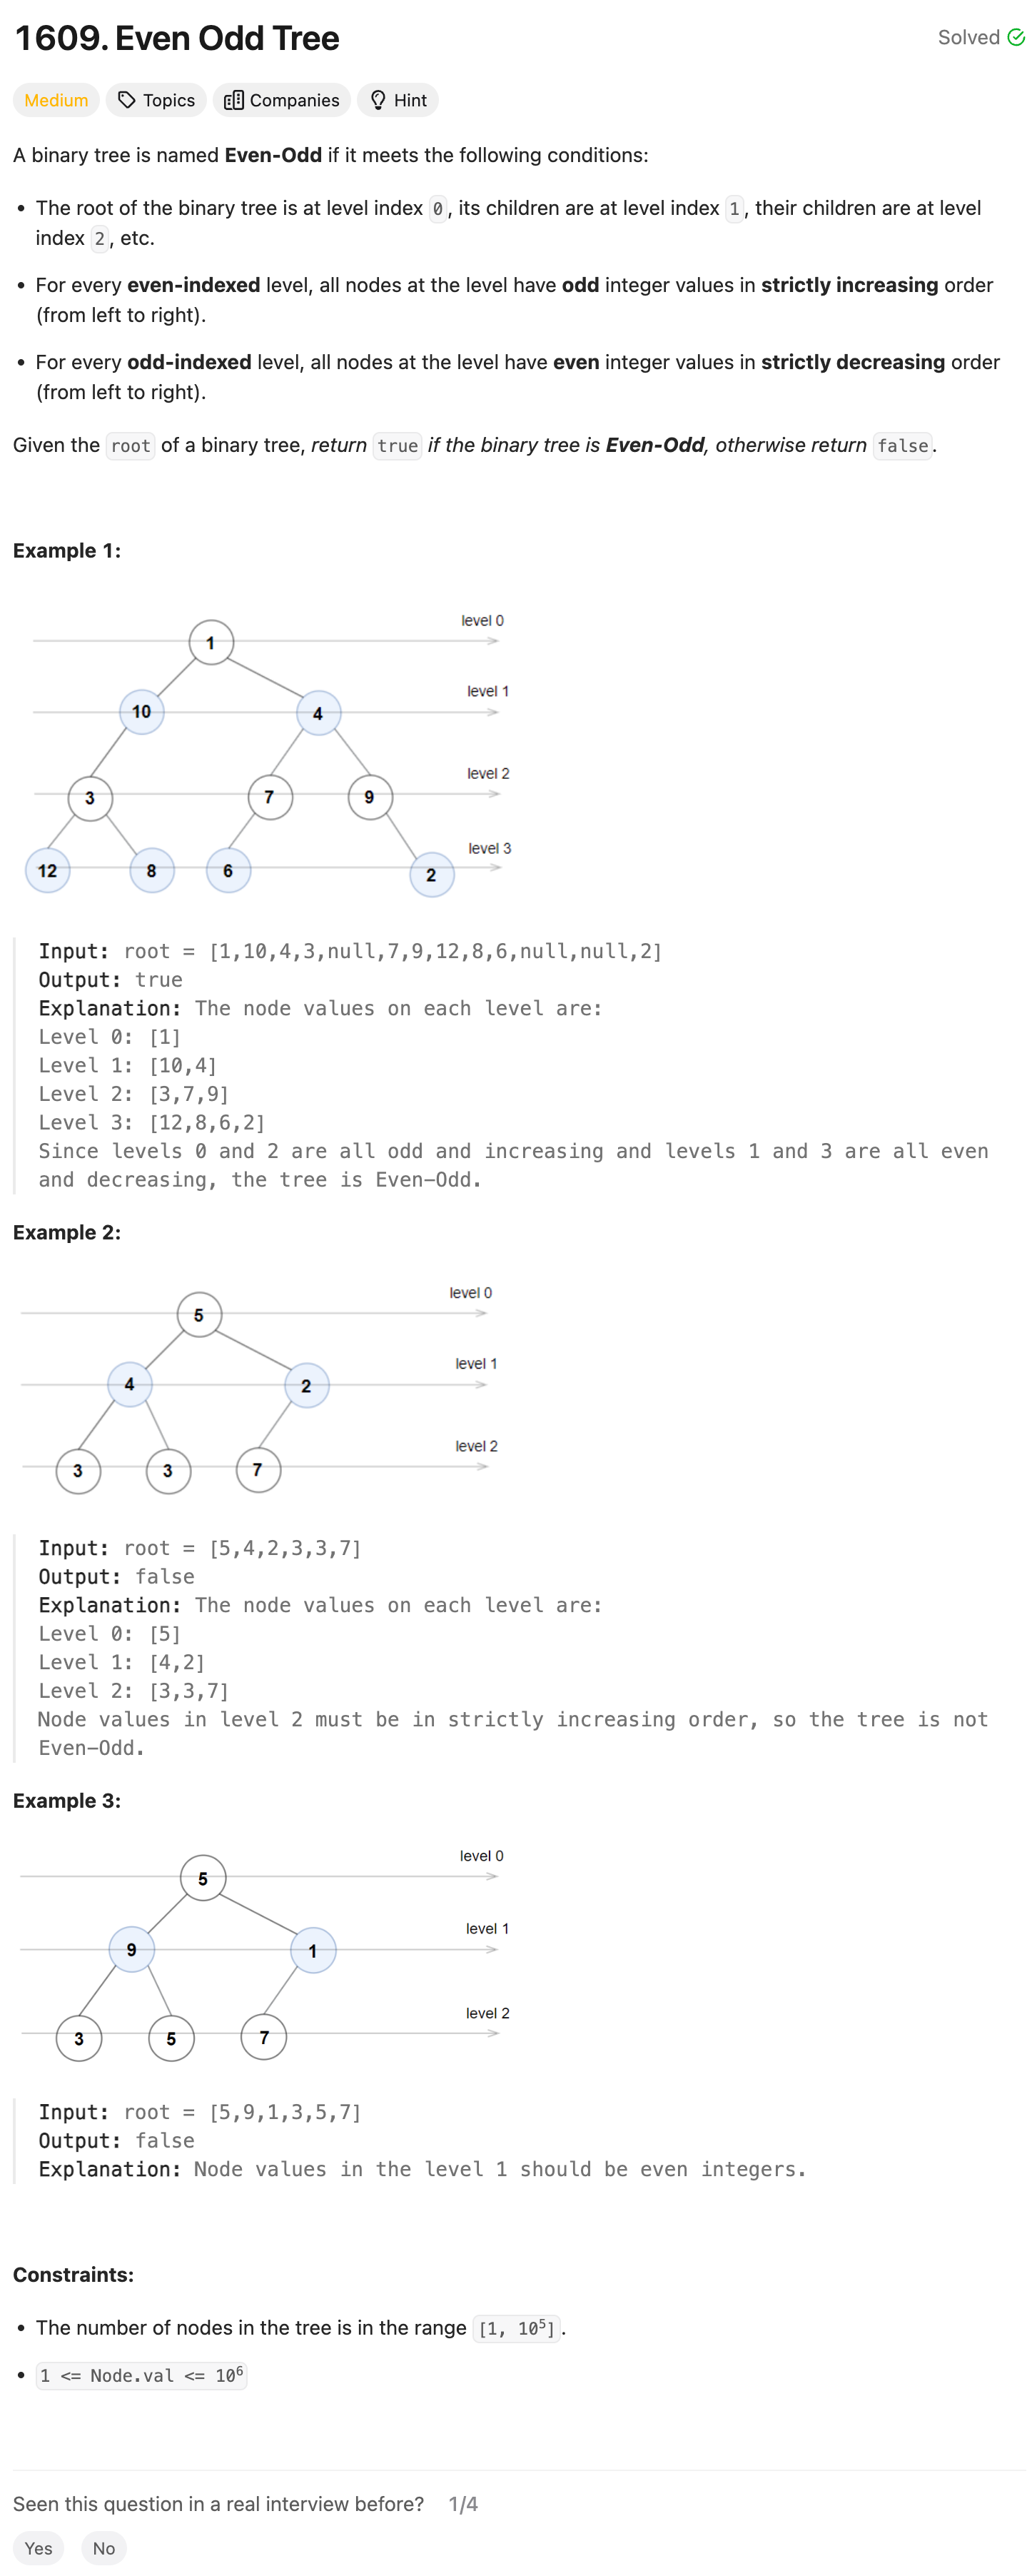 1609. Even Odd Tree
Solved
Medium
Topics
Companies
Hint
A binary tree is named Even-Odd if it meets the following conditions:
• The root of the binary tree is at level index 0, its children are at level index 1, their children are at level
index 2, etc.
• For every even-indexed level, all nodes at the level have odd integer values in strictly increasing order
(from left to right).
• For every odd-indexed level, all nodes at the level have even integer values in strictly decreasing order
(from left to right).
Given the root of a binary tree, return true if the binary tree is Even-Odd, otherwise return false.
Example 1:
level 0
1
level 1
10
4
level 2
3
7
9
level 3
12
8
6
2
Input: root = [1,10,4,3,null,7,9,12,8,6,null,null,2]
Output: true
Explanation: The node values on each level are:
Level 0: [1]
Level 1: [10,4]
Level 2: [3,7,9]
Level 3: [12,8,6,2]
Since levels 0 and 2 are all odd and increasing and levels 1 and 3 are all even
and decreasing, the tree is Even-Odd.
Example 2:
level 0
5
level 1
4
2
level 2
3
3
7
Input: root = [5,4,2,3,3,7]
Output: false
Explanation: The node values on each level are:
Level 0: [5]
Level 1: [4,2]
Level 2: [3,3,7]
Node values in level 2 must be in strictly increasing order, so the tree is not
Even-Odd.
Example 3:
level 0
5
level 1
9
1
level 2
3
5
7
Input: root = [5,9,1,3,5,7]
Output: false
Explanation: Node values in the level 1 should be even integers.
Constraints:
• The number of nodes in the tree is in the range [1, 10⁵].
• 1 <= Node.val <= 10⁶
Seen this question in a real interview before? 1/4
Yes
No